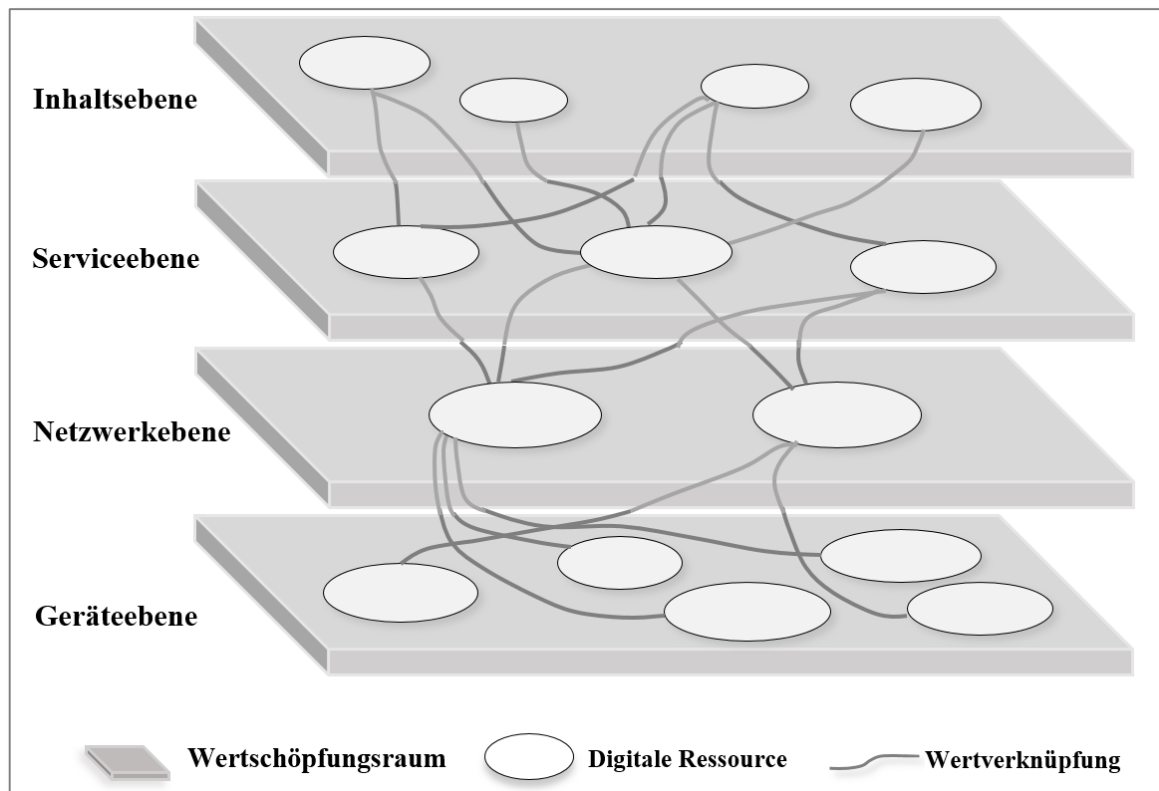 Inhaltsebene
Serviceebene
Netzwerkebene
Geräteebene
Wertschöpfungsraum
Digitale Ressource
Wertverknüpfung